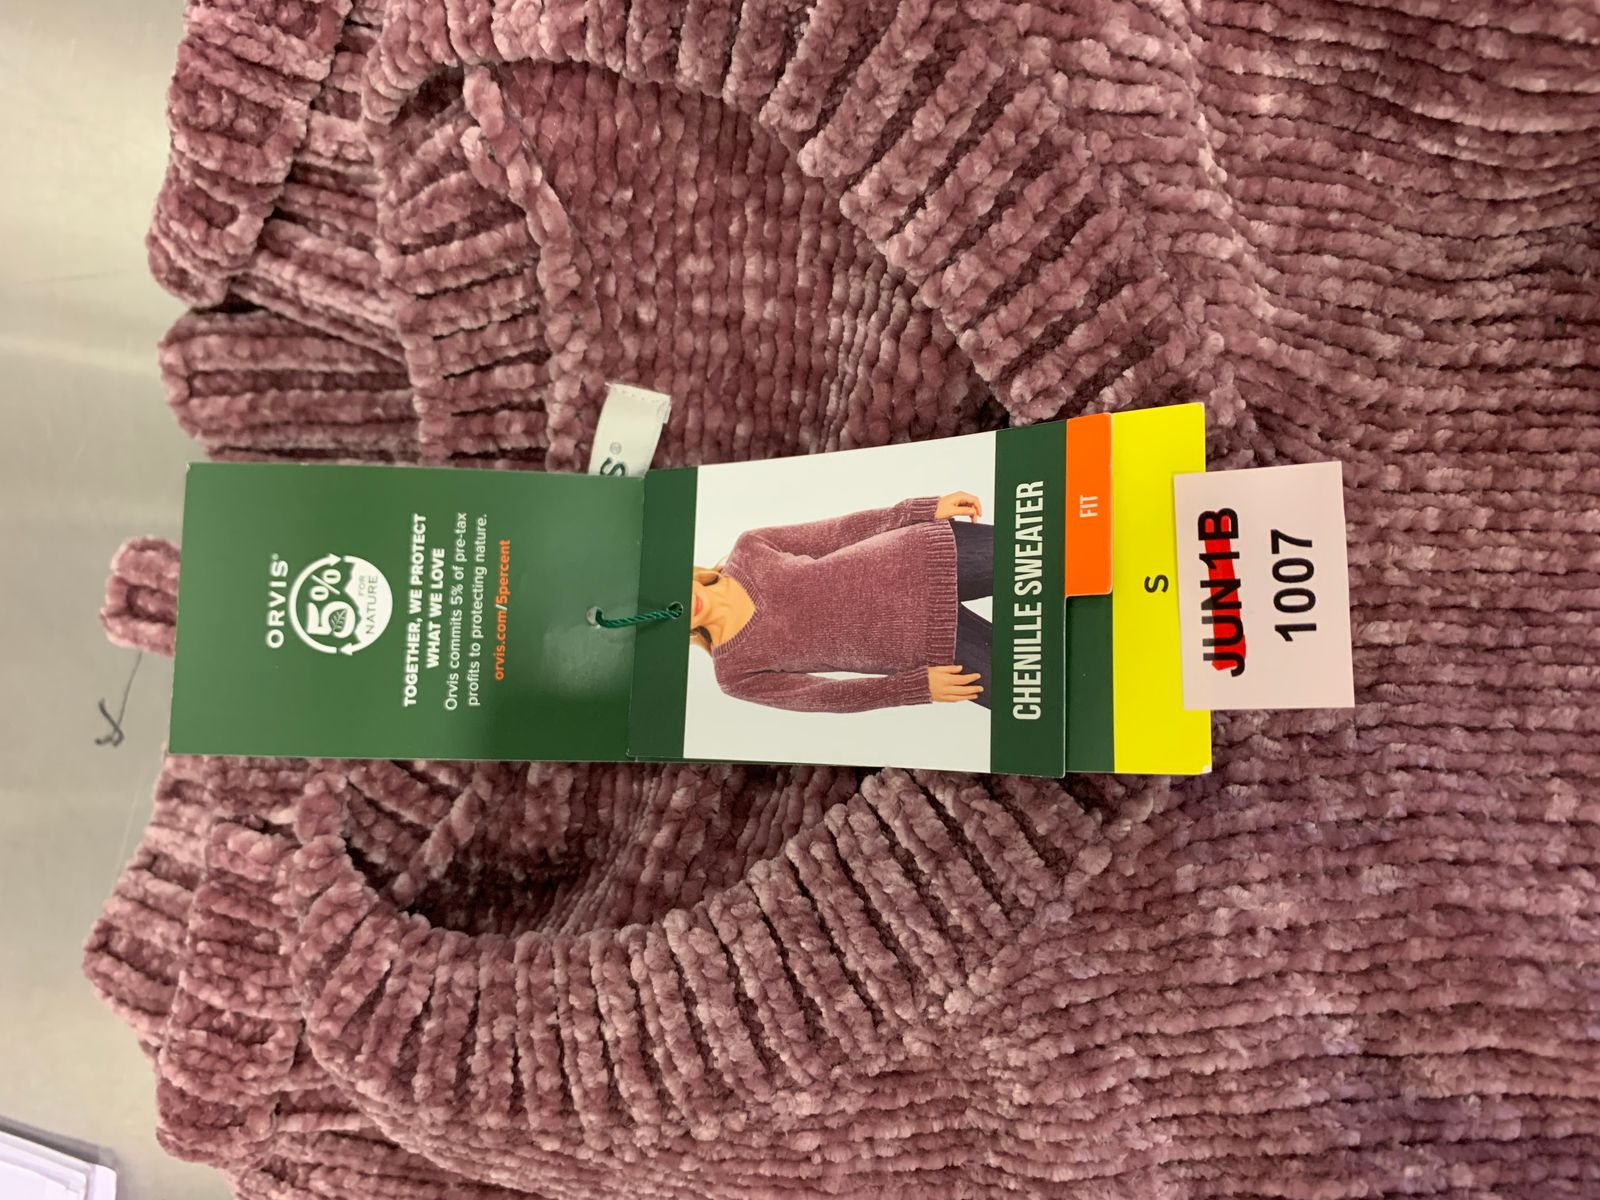 ORVIS®
5%
FOR
NATURE
TOGETHER, WE PROTECT
WHAT WE LOVE
Orvis commits 5% of pre-tax
profits to protecting nature.
orvis.com/5percent
S®
CHENILLE SWEATER
FIT
S
JUN1B
1007